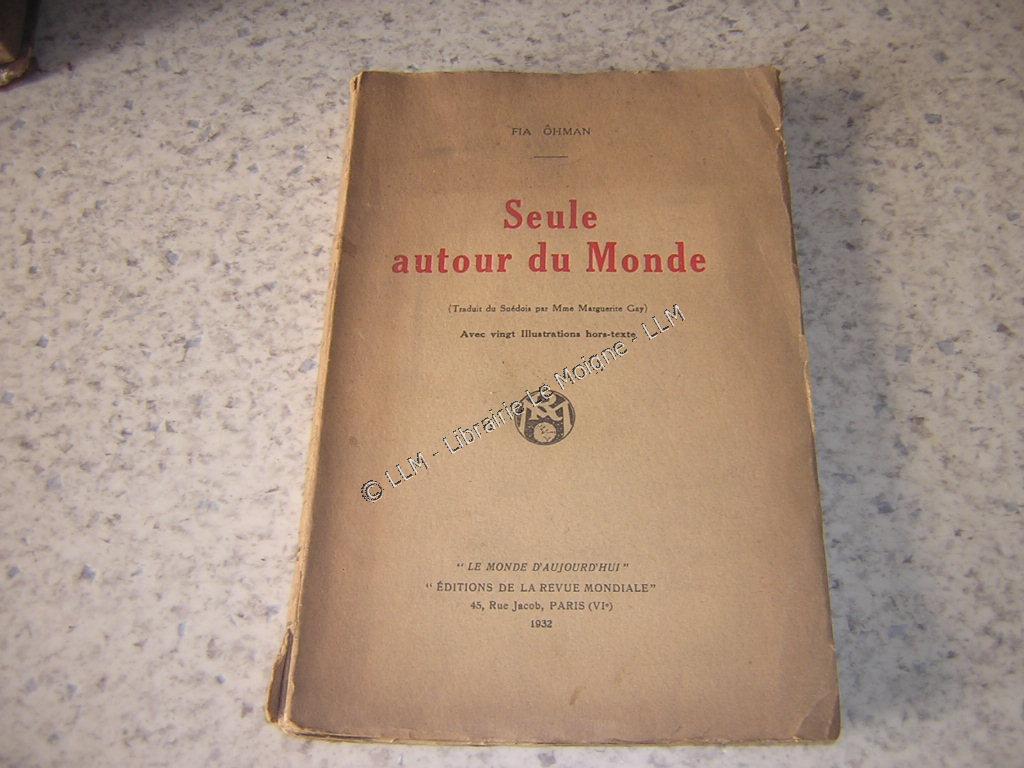 FIA ÔHMAN
Seule
autour du Monde
(Traduit du Suédois par Mme Marguerite Gay)
Avec vingt Illustrations hors-texte
© LLM - Librairie Le Moigne - LLM
" LE MONDE D'AUJOURD'HUI "
" ÉDITIONS DE LA REVUE MONDIALE "
45, Rue Jacob, PARIS (VIe)
1932